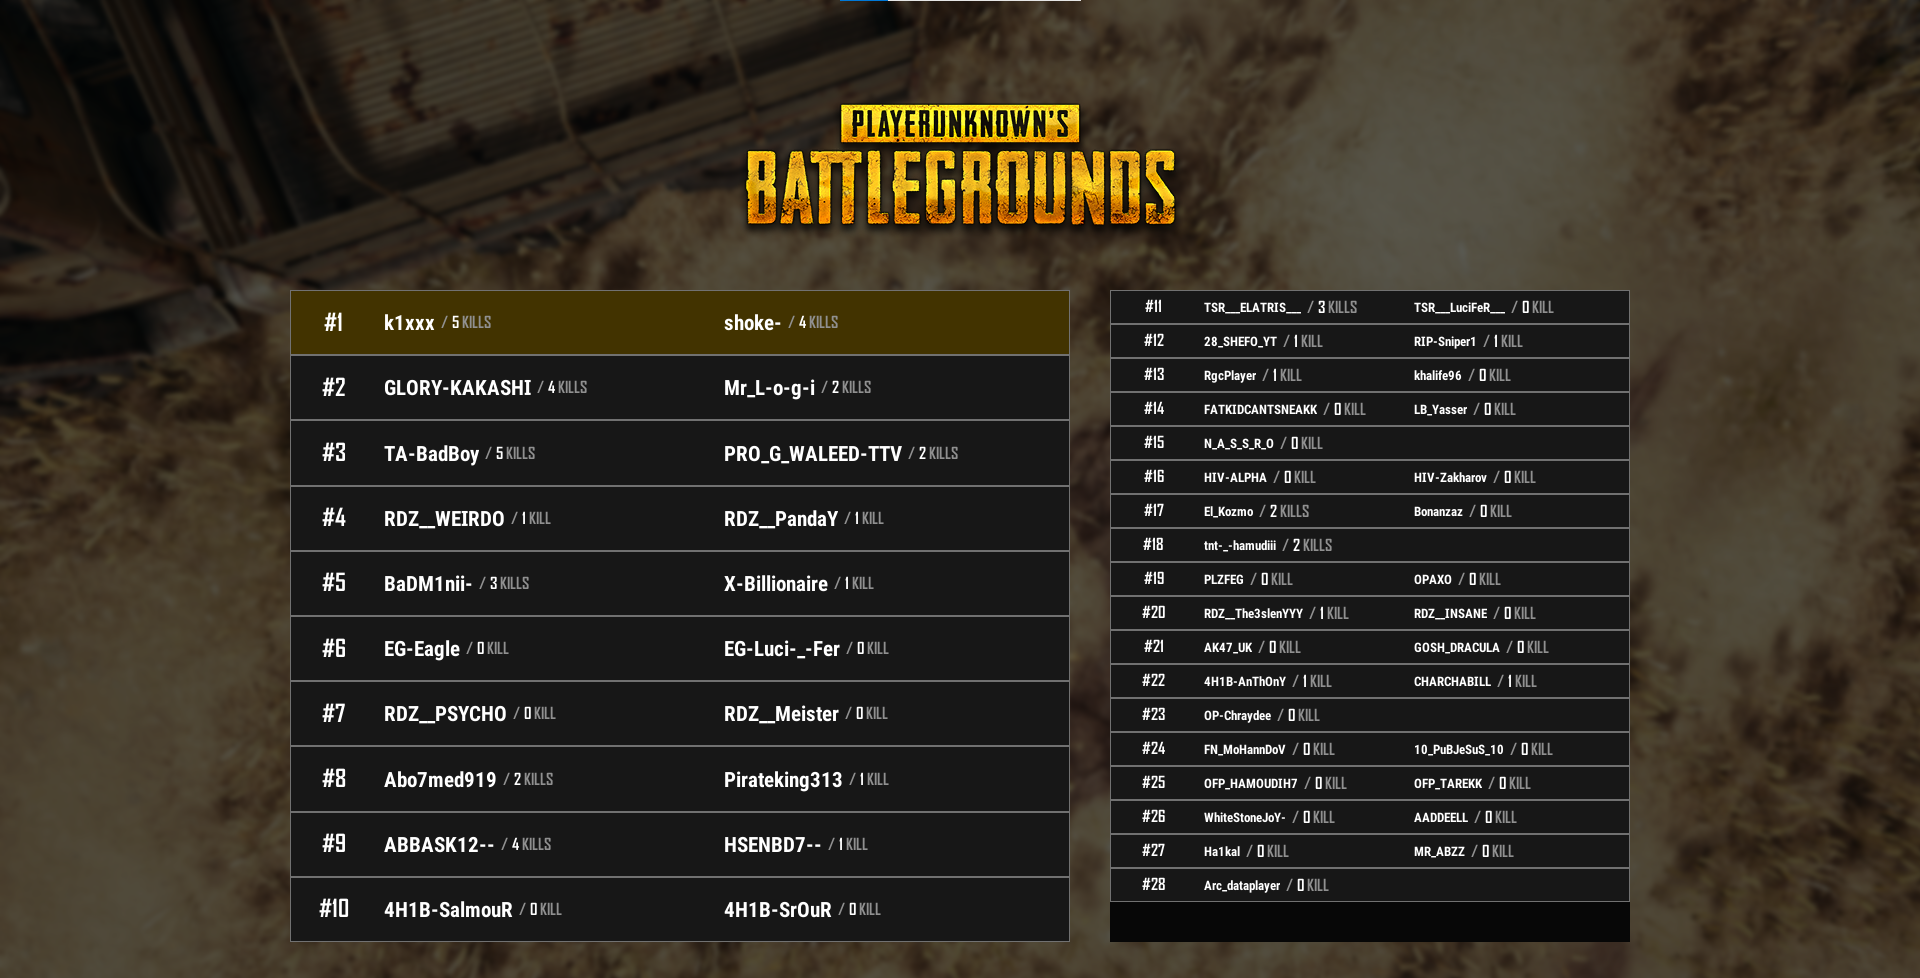 PLAYERUNKNOWN'S
BATTLEGROUNDS
#1 k1xxx / 5 KILLS shoke- / 4 KILLS
#2 GLORY-KAKASHI / 4 KILLS Mr_L-o-g-i / 2 KILLS
#3 TA-BadBoy / 5 KILLS PRO_G_WALEED-TTV / 2 KILLS
#4 RDZ__WEIRDO / 1 KILL RDZ__PandaY / 1 KILL
#5 BaDM1nii- / 3 KILLS X-Billionaire / 1 KILL
#6 EG-Eagle / 0 KILL EG-Luci-_-Fer / 0 KILL
#7 RDZ__PSYCHO / 0 KILL RDZ__Meister / 0 KILL
#8 Abo7med919 / 2 KILLS Pirateking313 / 1 KILL
#9 ABBASK12-- / 4 KILLS HSENBD7-- / 1 KILL
#10 4H1B-SalmouR / 0 KILL 4H1B-SrOuR / 0 KILL
#11 TSR__ELATRIS__ / 3 KILLS TSR__LuciFeR__ / 0 KILL
#12 28_SHEFO_YT / 1 KILL RIP-Sniper1 / 1 KILL
#13 RgcPlayer / 1 KILL khalife96 / 0 KILL
#14 FATKIDCANTSNEAKK / 0 KILL LB_Yasser / 0 KILL
#15 N_A_S_S_R_O / 0 KILL
#16 HIV-ALPHA / 0 KILL HIV-Zakharov / 0 KILL
#17 El_Kozmo / 2 KILLS Bonanzaz / 0 KILL
#18 tnt-_-hamudiii / 2 KILLS
#19 PLZFEG / 0 KILL OPAXO / 0 KILL
#20 RDZ__The3slenYYY / 1 KILL RDZ__INSANE / 0 KILL
#21 AK47_UK / 0 KILL GOSH_DRACULA / 0 KILL
#22 4H1B-AnThOnY / 1 KILL CHARCHABILL / 1 KILL
#23 OP-Chraydee / 0 KILL
#24 FN_MoHannDoV / 0 KILL 10_PuBJeSuS_10 / 0 KILL
#25 OFP_HAMOUDIH7 / 0 KILL OFP_TAREKK / 0 KILL
#26 WhiteStoneJoY- / 0 KILL AADDEELL / 0 KILL
#27 Ha1kal / 0 KILL MR_ABZZ / 0 KILL
#28 Arc_dataplayer / 0 KILL